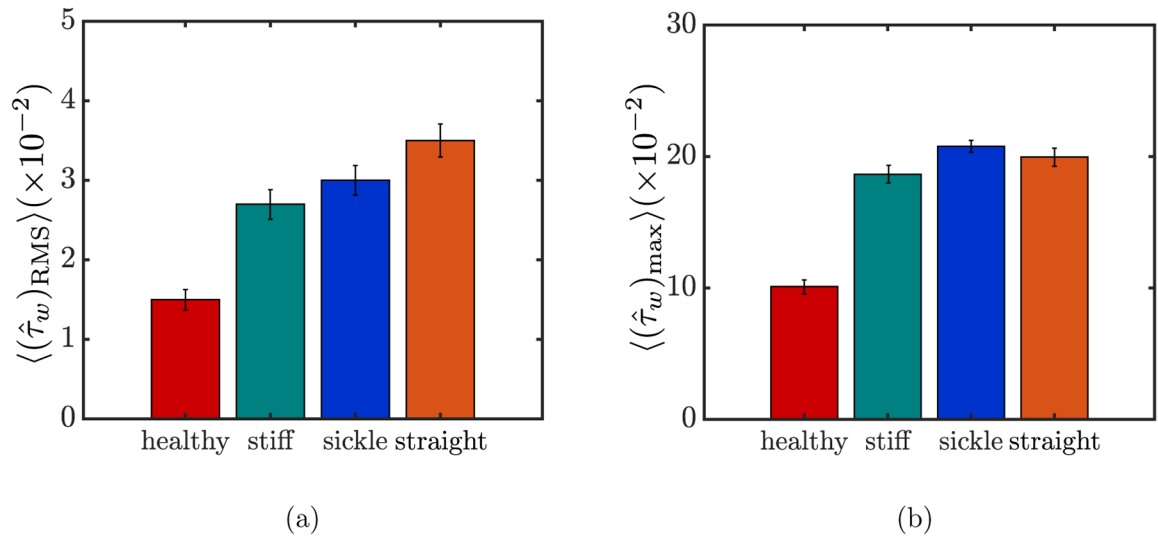 ⟨(τ̂_w)_RMS⟩(×10⁻²)
5
4
3
2
1
0
healthy stiff sickle straight
(a)
⟨(τ̂_w)_max⟩(×10⁻²)
30
20
10
0
healthy stiff sickle straight
(b)